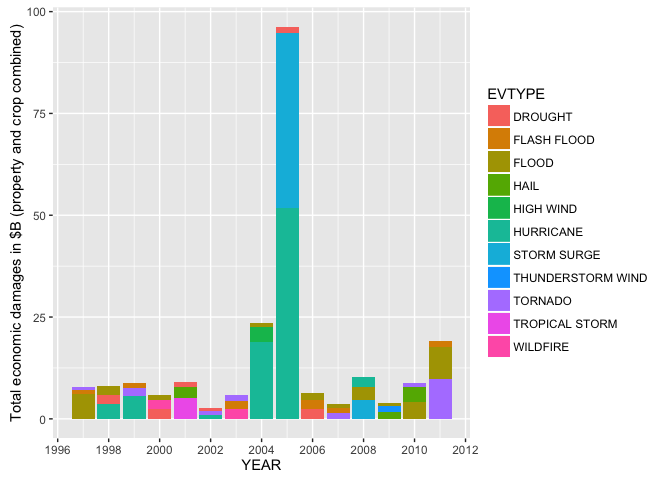 Total economic damages in $B (property and crop combined)
100
75
50
25
0
1996
1998
2000
2002
2004
2006
2008
2010
2012
YEAR
EVTYPE
DROUGHT
FLASH FLOOD
FLOOD
HAIL
HIGH WIND
HURRICANE
STORM SURGE
THUNDERSTORM WIND
TORNADO
TROPICAL STORM
WILDFIRE